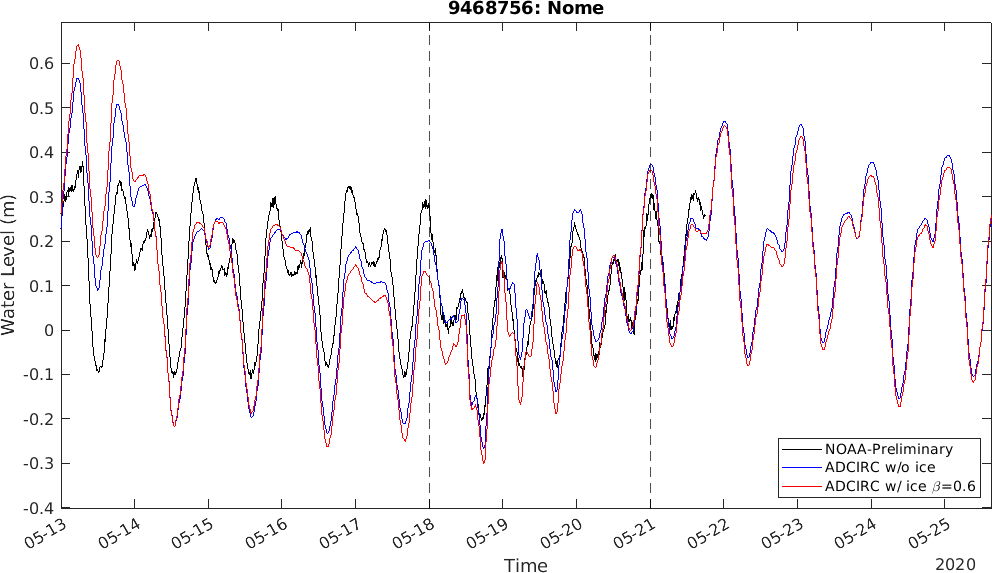 9468756: Nome
Water Level (m)
0.6
0.5
0.4
0.3
0.2
0.1
0
-0.1
-0.2
-0.3
-0.4
NOAA-Preliminary
ADCIRC w/o ice
ADCIRC w/ ice β=0.6
05-13 05-14 05-15 05-16 05-17 05-18 05-19 05-20 05-21 05-22 05-23 05-24 05-25
Time
2020